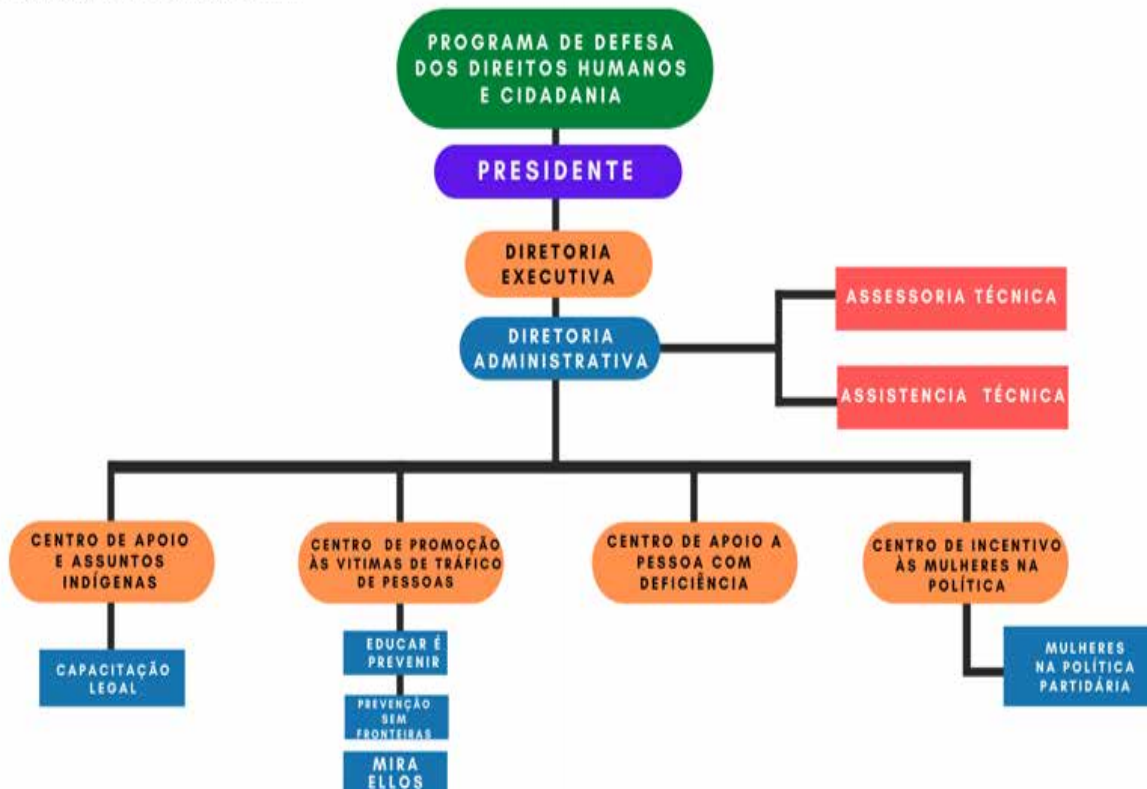 PROGRAMA DE DEFESA
DOS DIREITOS HUMANOS
E CIDADANIA
PRESIDENTE
DIRETORIA
EXECUTIVA
DIRETORIA
ADMINISTRATIVA
ASSESSORIA TÉCNICA
ASSISTENCIA TÉCNICA
CENTRO DE APOIO
E ASSUNTOS
INDÍGENAS
CAPACITAÇÃO
LEGAL
CENTRO DE PROMOÇÃO
ÀS VITIMAS DE TRÁFICO
DE PESSOAS
EDUCAR É
PREVENIR
PREVENÇÃO
SEM
FRONTEIRAS
MIRA
ELLOS
CENTRO DE APOIO A
PESSOA COM
DEFICIÊNCIA
CENTRO DE INCENTIVO
ÀS MULHERES NA
POLÍTICA
MULHERES
NA POLÍTICA
PARTIDÁRIA